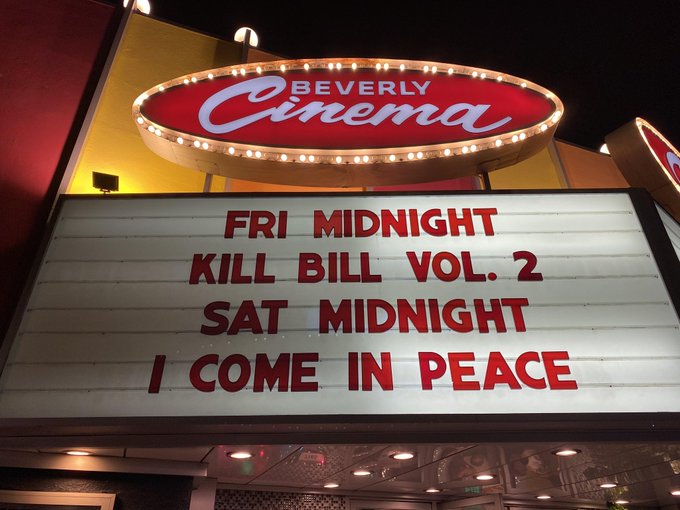 BEVERLY
Cinema
FRI MIDNIGHT
KILL BILL VOL. 2
SAT MIDNIGHT
I COME IN PEACE